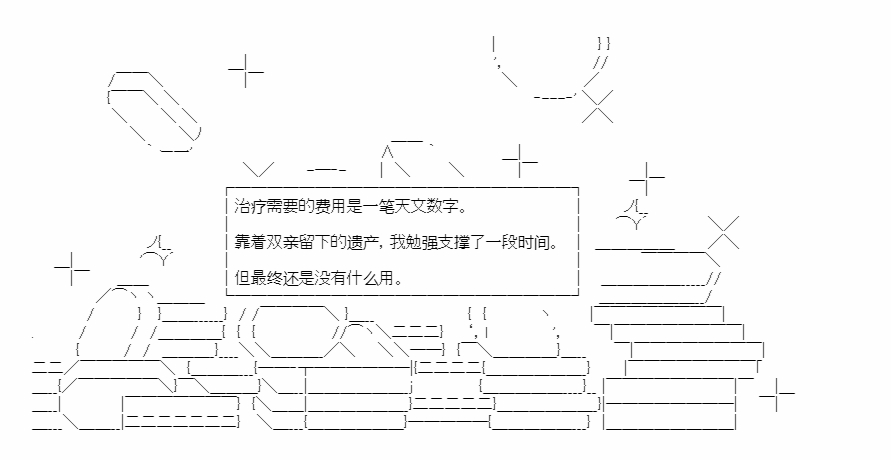 治疗需要的费用是一笔天文数字。
靠着双亲留下的遗产，我勉强支撑了一段时间。
但最终还是没有什么用。